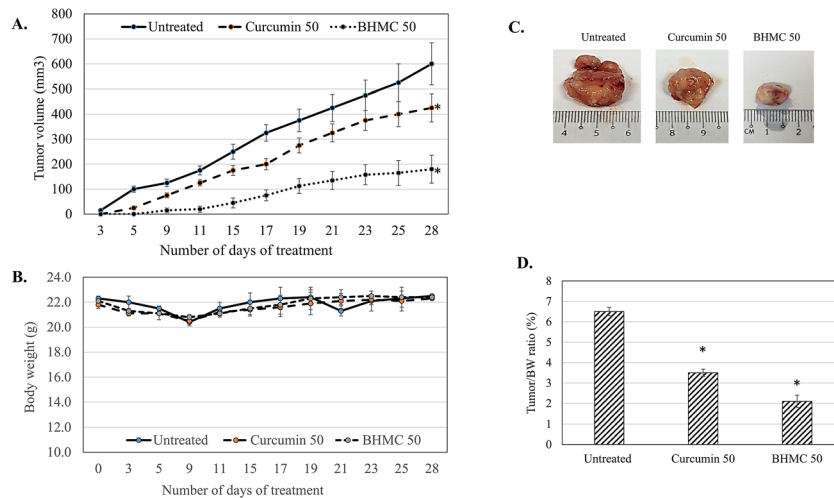 A.
Untreated Curcumin 50 BHMC 50
Tumor volume (mm3)
800
700
600
500
400
300
200
100
0
3 5 9 11 15 17 19 21 23 25 28
Number of days of treatment
*
*
B.
Body weight (g)
24.0
22.0
20.0
18.0
16.0
14.0
12.0
10.0
Untreated Curcumin 50 BHMC 50
0 3 5 9 11 15 17 19 21 23 25 28
Number of days of treatment
C.
Untreated Curcumin 50 BHMC 50
4 5 6
8 9
CM 1 2
D.
Tumor/BW ratio (%)
8
7
6
5
4
3
2
1
0
*
*
Untreated Curcumin 50 BHMC 50